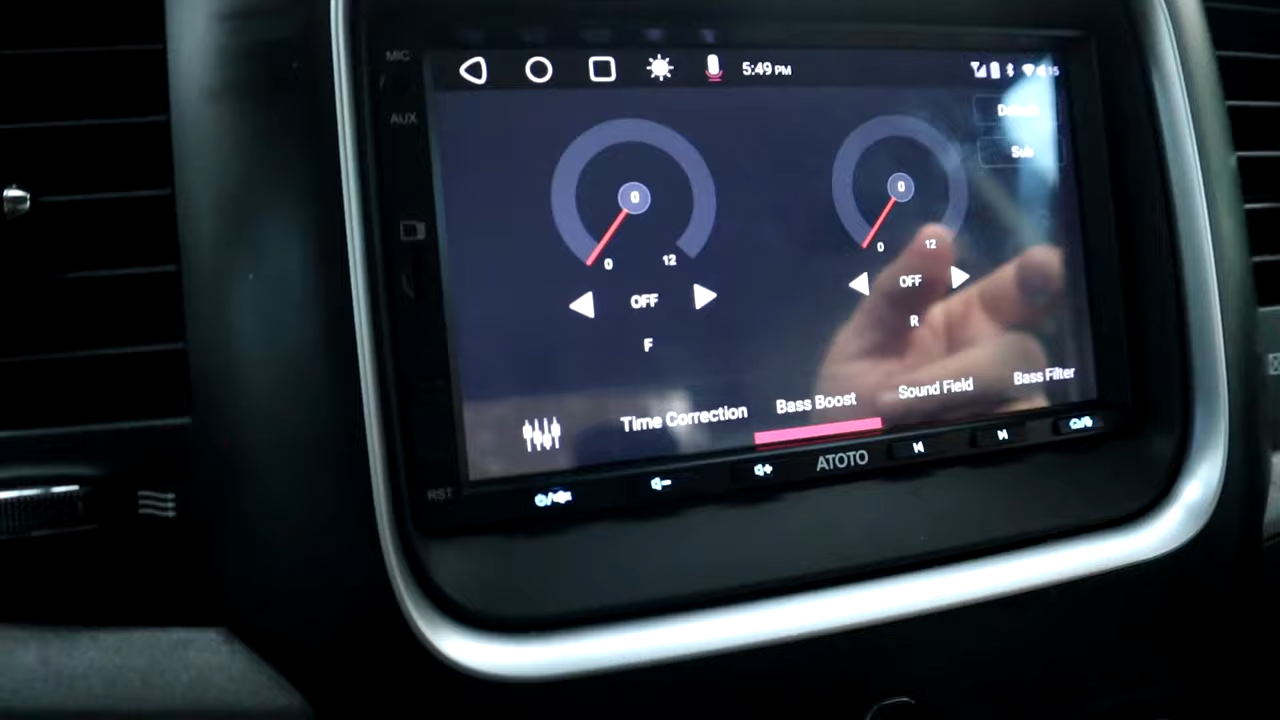 MIC
5:49 PM
15
AUX
Sub
0
0
0
12
0
12
OFF
OFF
F
R
Time Correction
Bass Boost
Sound Field
Bass Filter
ATOTO
RST